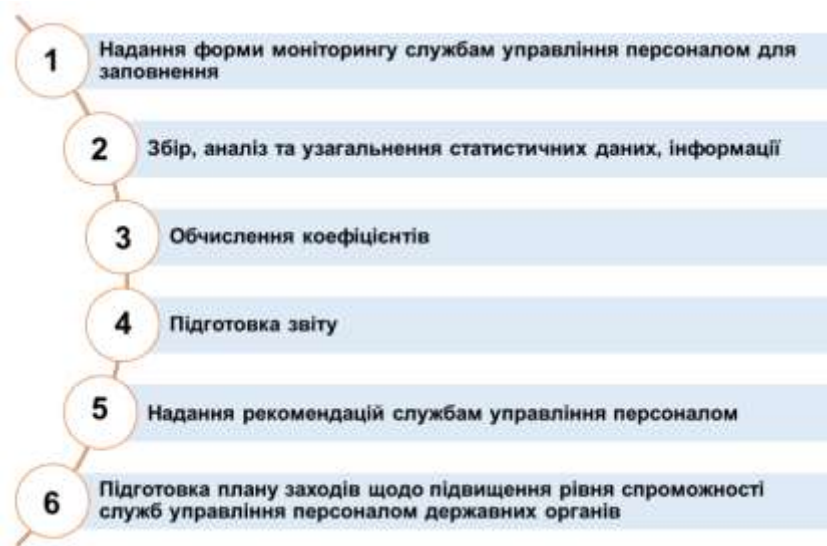 1
Надання форми моніторингу службам управління персоналом для
заповнення
2
Збір, аналіз та узагальнення статистичних даних, інформації
3
Обчислення коефіцієнтів
4
Підготовка звіту
5
Надання рекомендацій службам управління персоналом
6
Підготовка плану заходів щодо підвищення рівня спроможності
служб управління персоналом державних органів